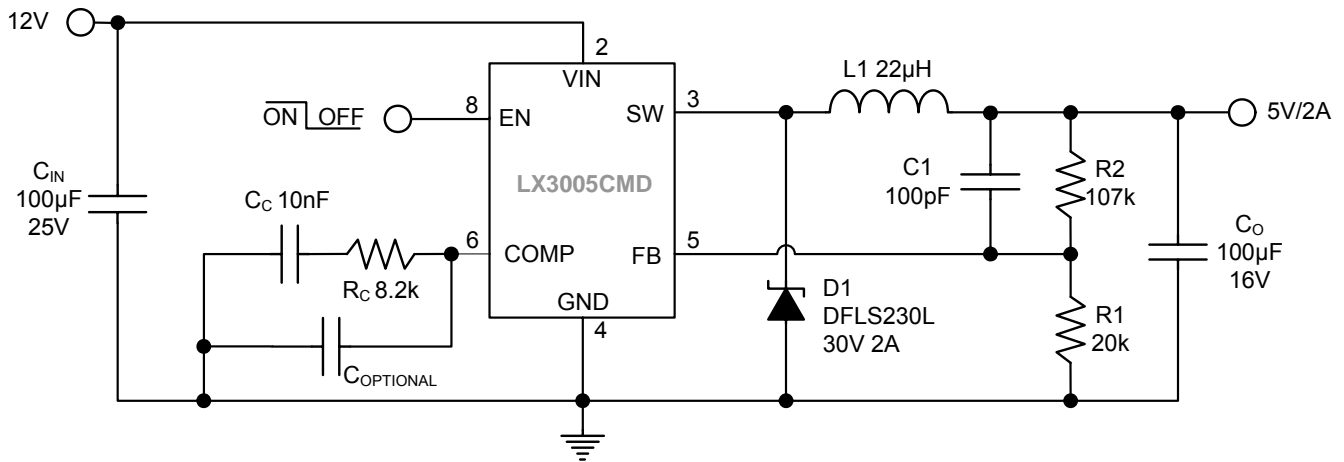 12V
2
VIN
L1 22µH
8
EN
ON OFF
SW
3
5V/2A
LX3005CMD
C1
100pF
R2
107k
CIN
100µF
25V
CC 10nF
6
COMP
FB
5
CO
100µF
16V
RC 8.2k
GND
4
D1
DFLS230L
30V 2A
R1
20k
COPTIONAL